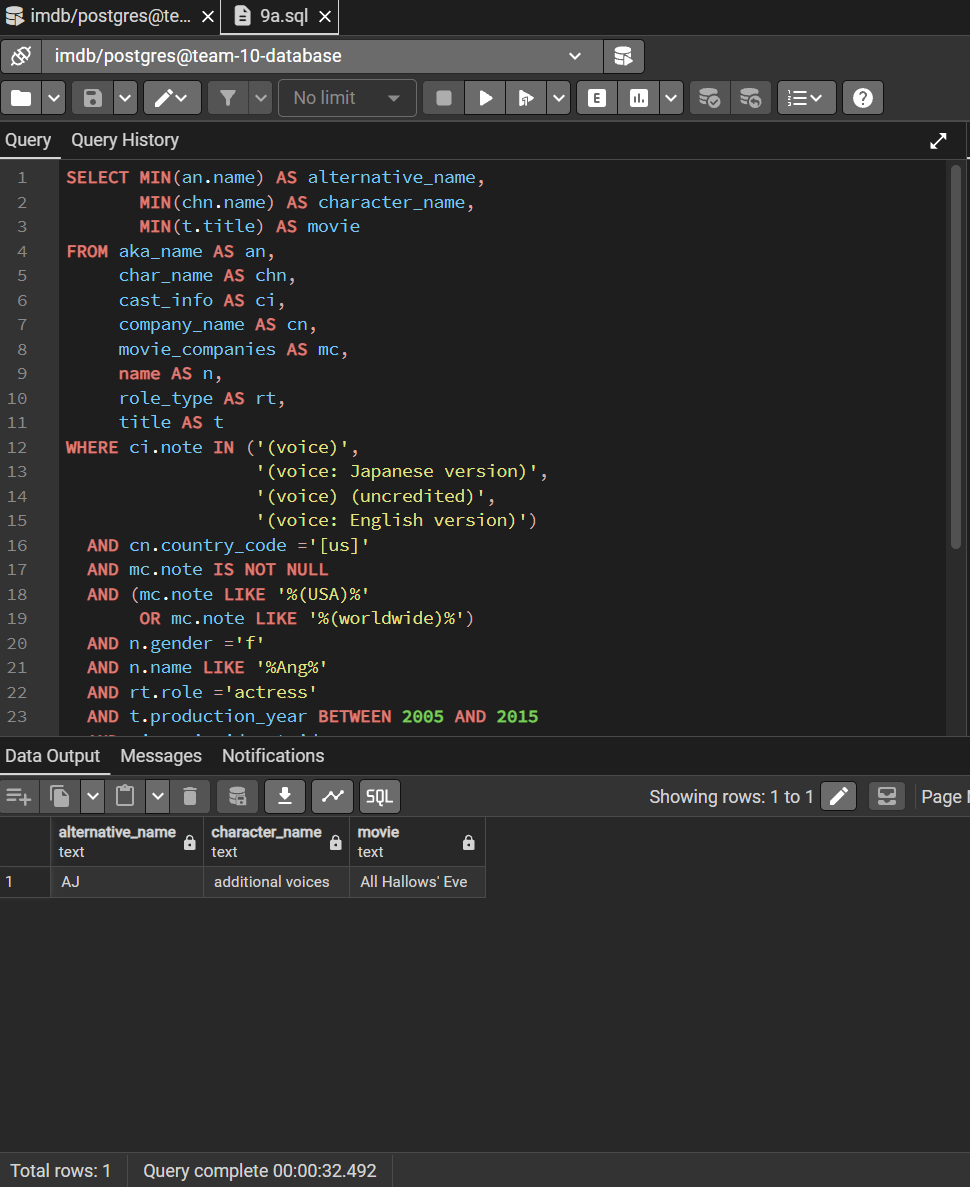 imdb/postgres@te...
9a.sql
imdb/postgres@team-10-database
No limit
E
Query Query History
1 SELECT MIN(an.name) AS alternative_name,
2 MIN(chn.name) AS character_name,
3 MIN(t.title) AS movie
4 FROM aka_name AS an,
5 char_name AS chn,
6 cast_info AS ci,
7 company_name AS cn,
8 movie_companies AS mc,
9 name AS n,
10 role_type AS rt,
11 title AS t
12 WHERE ci.note IN ('(voice)',
13 '(voice: Japanese version)',
14 '(voice) (uncredited)',
15 '(voice: English version)')
16 AND cn.country_code ='[us]'
17 AND mc.note IS NOT NULL
18 AND (mc.note LIKE '%(USA)%'
19 OR mc.note LIKE '%(worldwide)%')
20 AND n.gender ='f'
21 AND n.name LIKE '%Ang%'
22 AND rt.role ='actress'
23 AND t.production_year BETWEEN 2005 AND 2015
Data Output Messages Notifications
SQL
Showing rows: 1 to 1
Page
alternative_name
text
character_name
text
movie
text
1 AJ additional voices All Hallows' Eve
Total rows: 1 Query complete 00:00:32.492